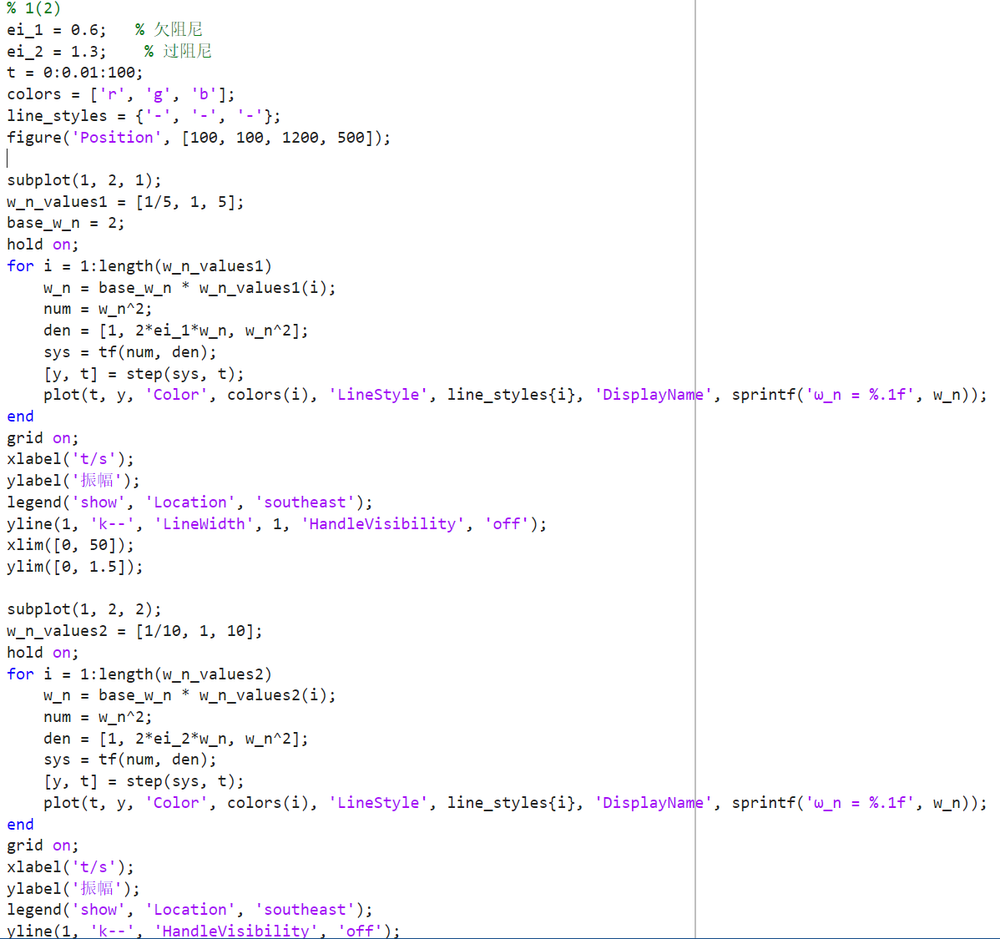 % 1(2)
ei_1 = 0.6;   % 欠阻尼
ei_2 = 1.3;    % 过阻尼
t = 0:0.01:100;
colors = ['r', 'g', 'b'];
line_styles = {'-', '-', '-'};
figure('Position', [100, 100, 1200, 500]);

subplot(1, 2, 1);
w_n_values1 = [1/5, 1, 5];
base_w_n = 2;
hold on;
for i = 1:length(w_n_values1)
    w_n = base_w_n * w_n_values1(i);
    num = w_n^2;
    den = [1, 2*ei_1*w_n, w_n^2];
    sys = tf(num, den);
    [y, t] = step(sys, t);
    plot(t, y, 'Color', colors(i), 'LineStyle', line_styles{i}, 'DisplayName', sprintf('ω_n = %.1f', w_n));
end
grid on;
xlabel('t/s');
ylabel('振幅');
legend('show', 'Location', 'southeast');
yline(1, 'k--', 'LineWidth', 1, 'HandleVisibility', 'off');
xlim([0, 50]);
ylim([0, 1.5]);

subplot(1, 2, 2);
w_n_values2 = [1/10, 1, 10];
hold on;
for i = 1:length(w_n_values2)
    w_n = base_w_n * w_n_values2(i);
    num = w_n^2;
    den = [1, 2*ei_2*w_n, w_n^2];
    sys = tf(num, den);
    [y, t] = step(sys, t);
    plot(t, y, 'Color', colors(i), 'LineStyle', line_styles{i}, 'DisplayName', sprintf('ω_n = %.1f', w_n));
end
grid on;
xlabel('t/s');
ylabel('振幅');
legend('show', 'Location', 'southeast');
yline(1, 'k--', 'HandleVisibility', 'off');